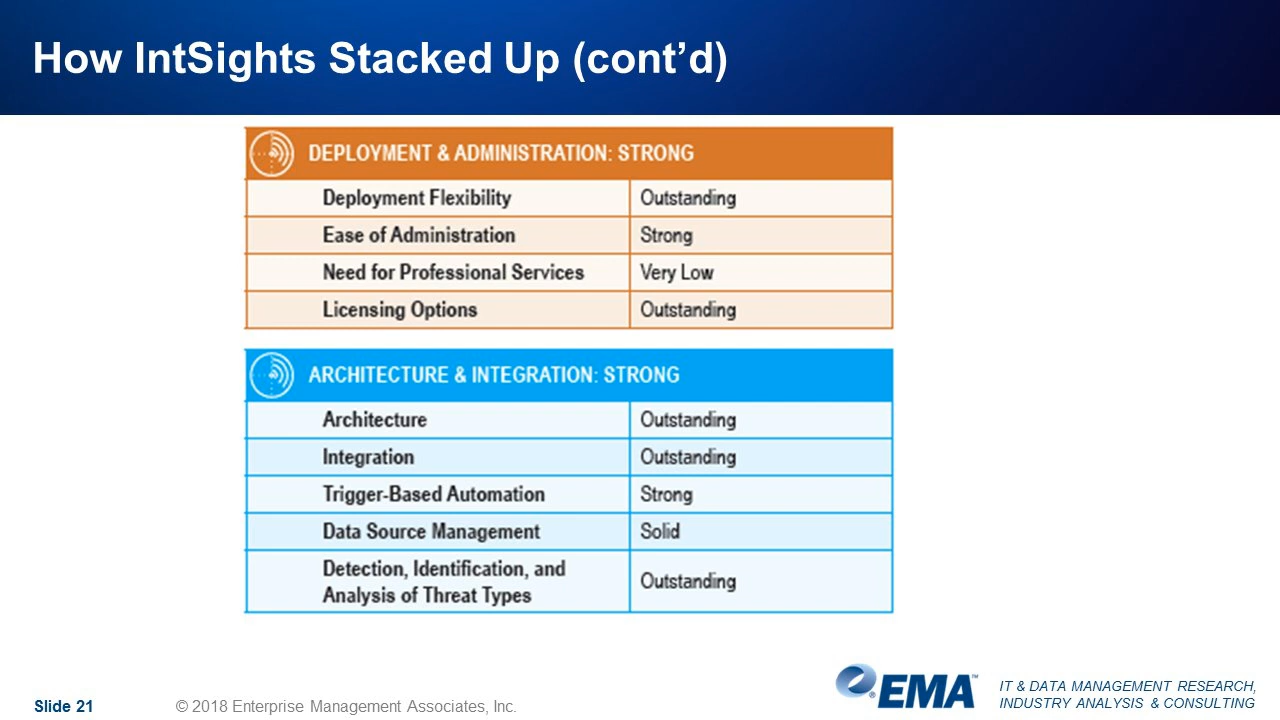 How IntSights Stacked Up (cont’d)
DEPLOYMENT & ADMINISTRATION: STRONG
Deployment Flexibility Outstanding
Ease of Administration Strong
Need for Professional Services Very Low
Licensing Options Outstanding
ARCHITECTURE & INTEGRATION: STRONG
Architecture Outstanding
Integration Outstanding
Trigger-Based Automation Strong
Data Source Management Solid
Detection, Identification, and
Analysis of Threat Types Outstanding
Slide 21 © 2018 Enterprise Management Associates, Inc.
EMA™
®
IT & DATA MANAGEMENT RESEARCH,
INDUSTRY ANALYSIS & CONSULTING